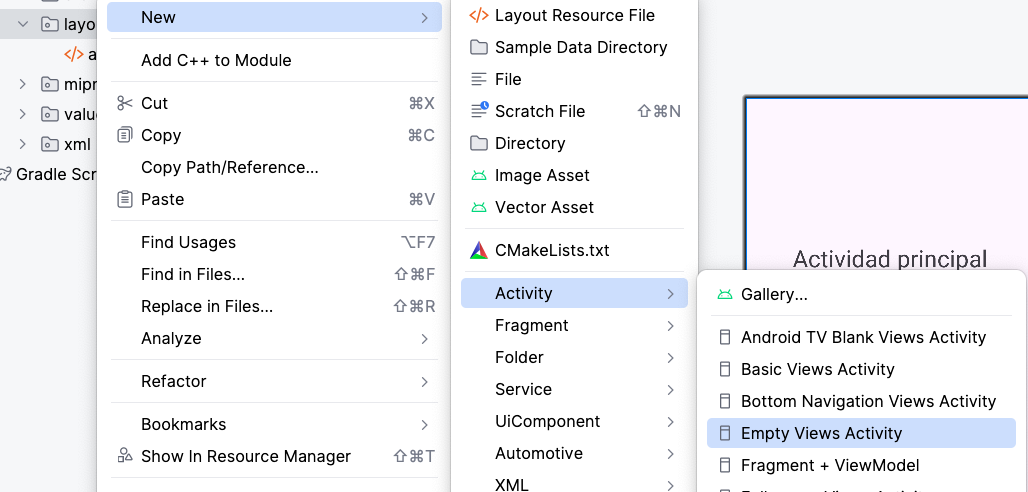 layo
a
mipr
valu
xml
Gradle Scr
New
Add C++ to Module
Cut ⌘X
Copy ⌘C
Copy Path/Reference...
Paste ⌘V
Find Usages ⌥F7
Find in Files... ⇧⌘F
Replace in Files... ⇧⌘R
Analyze
Refactor
Bookmarks
Show In Resource Manager ⇧⌘T
Layout Resource File
Sample Data Directory
File
Scratch File ⇧⌘N
Directory
Image Asset
Vector Asset
CMakeLists.txt
Activity
Fragment
Folder
Service
UiComponent
Automotive
XML
Actividad principal
Gallery...
Android TV Blank Views Activity
Basic Views Activity
Bottom Navigation Views Activity
Empty Views Activity
Fragment + ViewModel